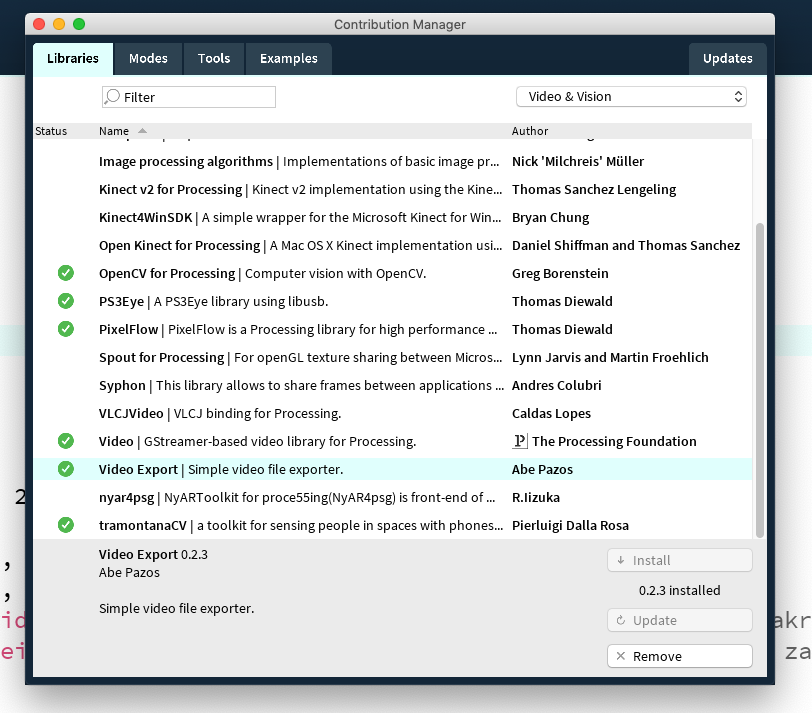 Contribution Manager
Libraries Modes Tools Examples Updates
Filter Video & Vision
Status Name Author
Image processing algorithms | Implementations of basic image pr... Nick 'Milchreis' Müller
Kinect v2 for Processing | Kinect v2 implementation using the Kine... Thomas Sanchez Lengeling
Kinect4WinSDK | A simple wrapper for the Microsoft Kinect for Win... Bryan Chung
Open Kinect for Processing | A Mac OS X Kinect implementation usi... Daniel Shiffman and Thomas Sanchez
OpenCV for Processing | Computer vision with OpenCV. Greg Borenstein
PS3Eye | A PS3Eye library using libusb. Thomas Diewald
PixelFlow | PixelFlow is a Processing library for high performance ... Thomas Diewald
Spout for Processing | For openGL texture sharing between Micros... Lynn Jarvis and Martin Froehlich
Syphon | This library allows to share frames between applications ... Andres Colubri
VLCJVideo | VLCJ binding for Processing. Caldas Lopes
Video | GStreamer-based video library for Processing. The Processing Foundation
Video Export | Simple video file exporter. Abe Pazos
2 nyar4psg | NyARToolkit for proce55ing(NyAR4psg) is front-end of ... R.Iizuka
tramontanaCV | a toolkit for sensing people in spaces with phones... Pierluigi Dalla Rosa
Video Export 0.2.3
, Install
Abe Pazos
, 0.2.3 installed
Simple video file exporter.
id Update akr
ei Remove za